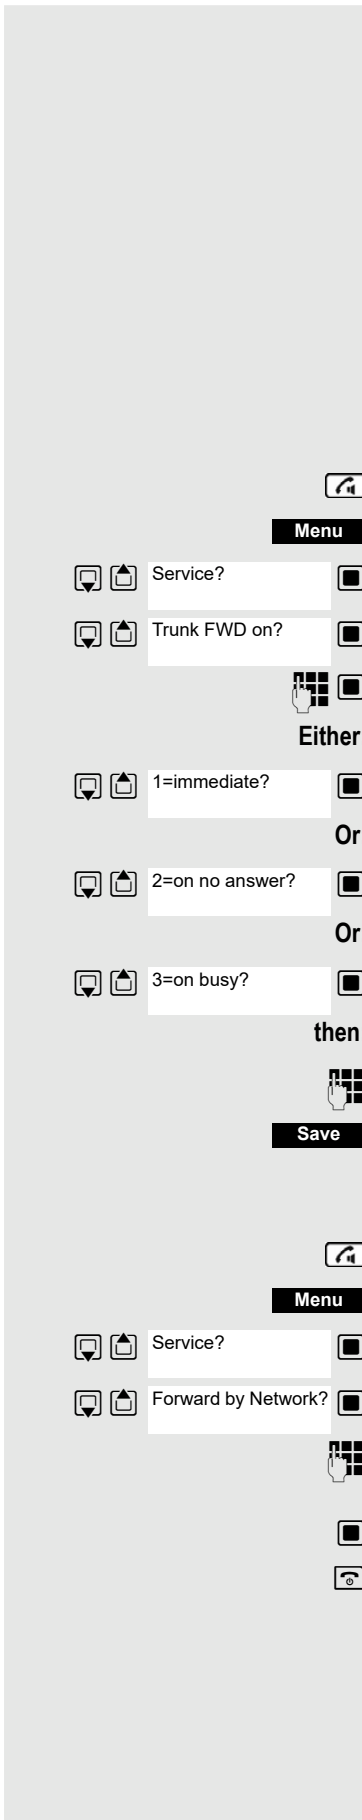 Menu
Service?
Trunk FWD on?
Either
1=immediate?
Or
2=on no answer?
Or
3=on busy?
then
Save
Menu
Service?
Forward by Network?